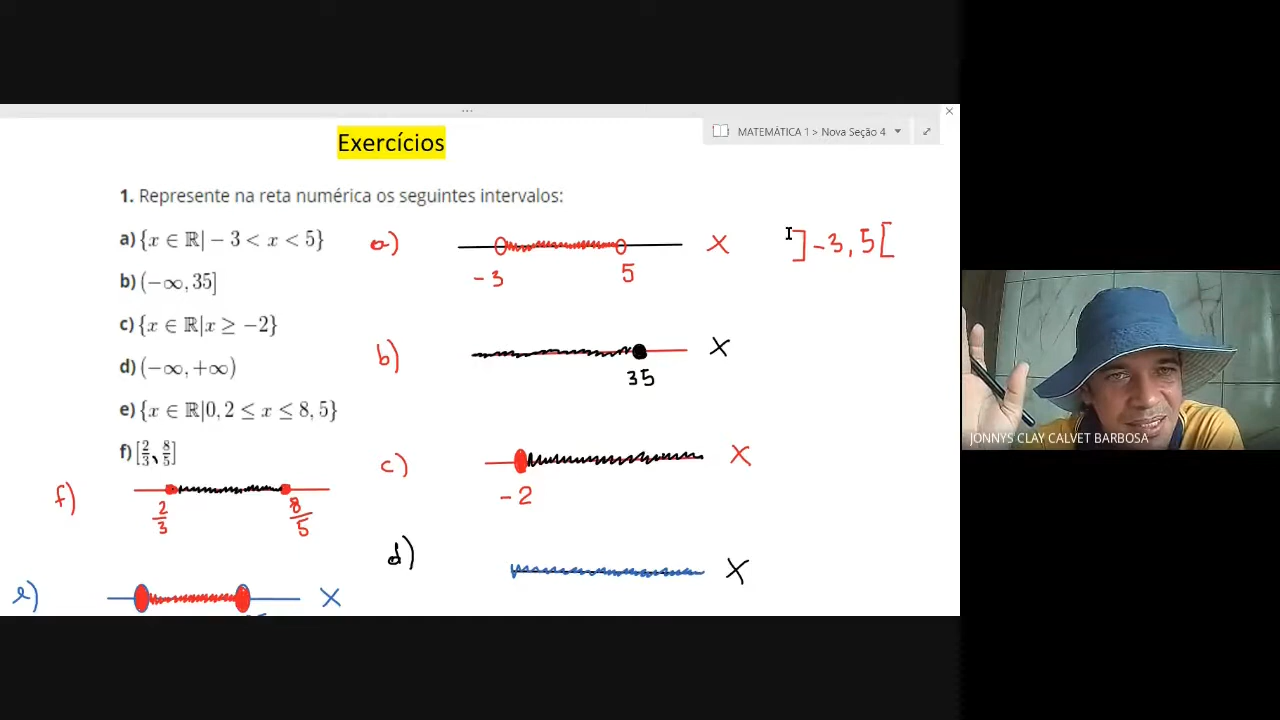 ...
MATEMÁTICA 1 > Nova Seção 4
Exercícios
1. Represente na reta numérica os seguintes intervalos:
a) {x ∈ ℝ| − 3 < x < 5}
a)
-3
5
X
]-3, 5[
b) (−∞, 35]
b)
35
X
c) {x ∈ ℝ|x ≥ −2}
c)
-2
X
d) (−∞, +∞)
d)
X
e) {x ∈ ℝ|0, 2 ≤ x ≤ 8, 5}
f) [2/3, 8/5]
f)
2/3
8/5
e)
X
JONNYS CLAY CALVET BARBOSA